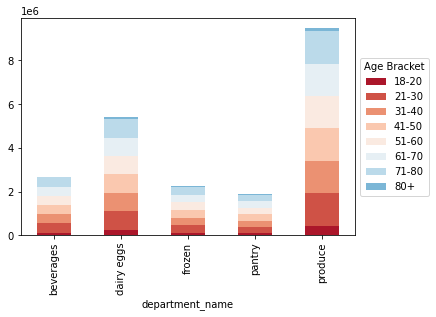 1e6
8
6
4
2
0
beverages
dairy eggs
frozen
pantry
produce
department_name
Age Bracket
18-20
21-30
31-40
41-50
51-60
61-70
71-80
80+